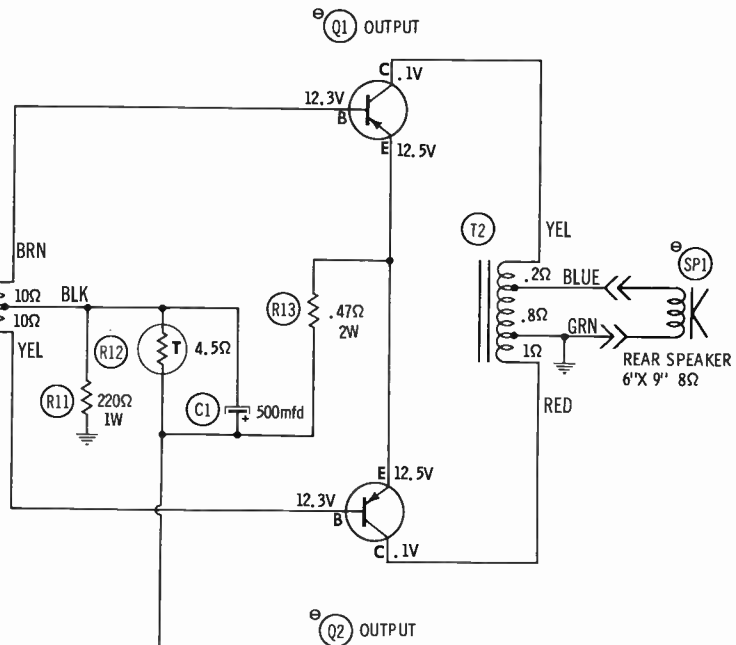 ⊖ Q1 OUTPUT
C .1V
12.3V
B
E 12.5V
BRN
T2
YEL
⊖ SP1
.2Ω BLUE
10Ω BLK
10Ω
R13 .47Ω
2W
.8Ω
GRN
YEL
R12 T 4.5Ω
1Ω
REAR SPEAKER
6"X 9" 8Ω
R11 220Ω
1W
C1 + 500mfd
RED
E 12.5V
12.3V
B
C .1V
⊖ Q2 OUTPUT